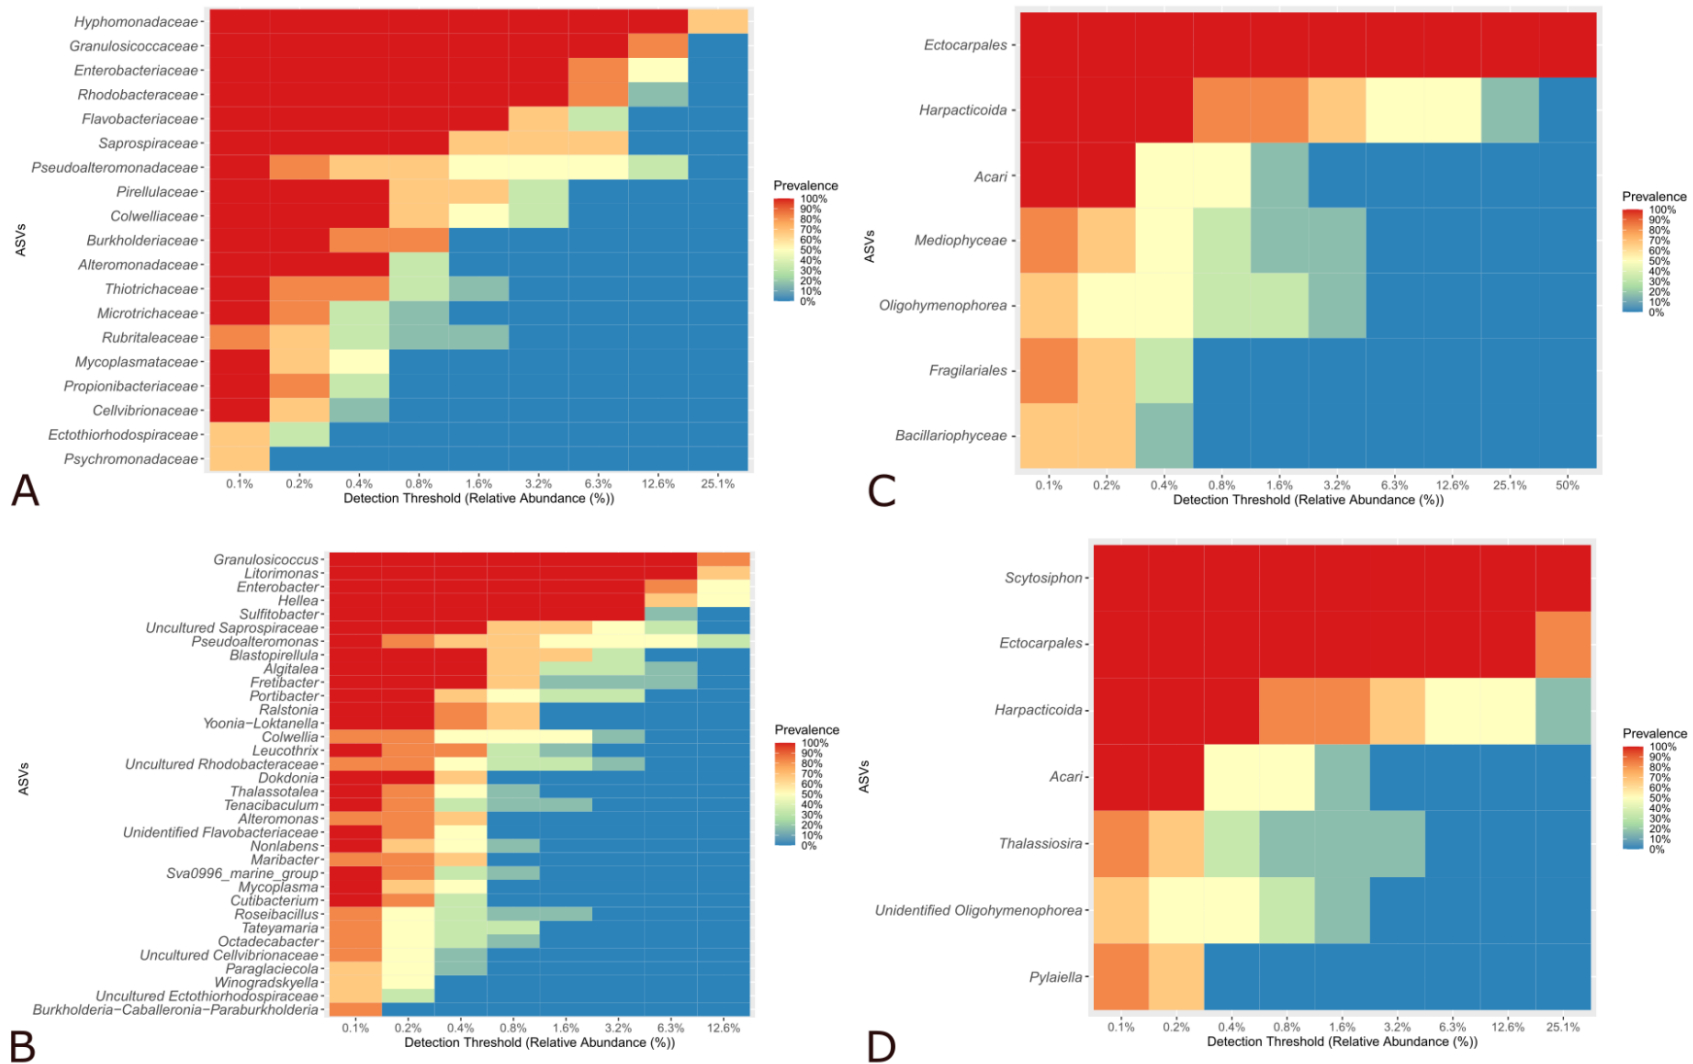 Hyphomonadaceae
Granulosicoccaceae
Enterobacteriaceae
Rhodobacteraceae
Flavobacteriaceae
Saprospiraceae
Pseudoalteromonadaceae
Pirellulaceae
Colwelliaceae
Burkholderiaceae
Alteromonadaceae
Thiotrichaceae
Microtrichaceae
Rubritaleaceae
Mycoplasmataceae
Propionibacteriaceae
Cellvibrionaceae
Ectothiorhodospiraceae
Psychromonadaceae
ASVs
0.1% 0.2% 0.4% 0.8% 1.6% 3.2% 6.3% 12.6% 25.1%
Detection Threshold (Relative Abundance (%))
Prevalence
100%
90%
80%
70%
60%
50%
40%
30%
20%
10%
0%
A
Ectocarpales
Harpacticoida
Acari
Mediophyceae
Oligohymenophorea
Fragilariales
Bacillariophyceae
ASVs
0.1% 0.2% 0.4% 0.8% 1.6% 3.2% 6.3% 12.6% 25.1% 50%
Detection Threshold (Relative Abundance (%))
Prevalence
100%
90%
80%
70%
60%
50%
40%
30%
20%
10%
0%
C
Granulosicoccus
Litorimonas
Enterobacter
Hellea
Sulfitobacter
Uncultured Saprospiraceae
Pseudoalteromonas
Blastopirellula
Algitalea
Fretibacter
Portibacter
Ralstonia
Yoonia−Loktanella
Colwellia
Leucothrix
Uncultured Rhodobacteraceae
Dokdonia
Thalassotalea
Tenacibaculum
Alteromonas
Unidentified Flavobacteriaceae
Nonlabens
Maribacter
Sva0996_marine_group
Mycoplasma
Cutibacterium
Roseibacillus
Tateyamaria
Octadecabacter
Uncultured Cellvibrionaceae
Paraglaciecola
Winogradskyella
Uncultured Ectothiorhodospiraceae
Burkholderia−Caballeronia−Paraburkholderia
ASVs
0.1% 0.2% 0.4% 0.8% 1.6% 3.2% 6.3% 12.6%
Detection Threshold (Relative Abundance (%))
Prevalence
100%
90%
80%
70%
60%
50%
40%
30%
20%
10%
0%
B
Scytosiphon
Ectocarpales
Harpacticoida
Acari
Thalassiosira
Unidentified Oligohymenophorea
Pylaiella
ASVs
0.1% 0.2% 0.4% 0.8% 1.6% 3.2% 6.3% 12.6% 25.1%
Detection Threshold (Relative Abundance (%))
Prevalence
100%
90%
80%
70%
60%
50%
40%
30%
20%
10%
0%
D